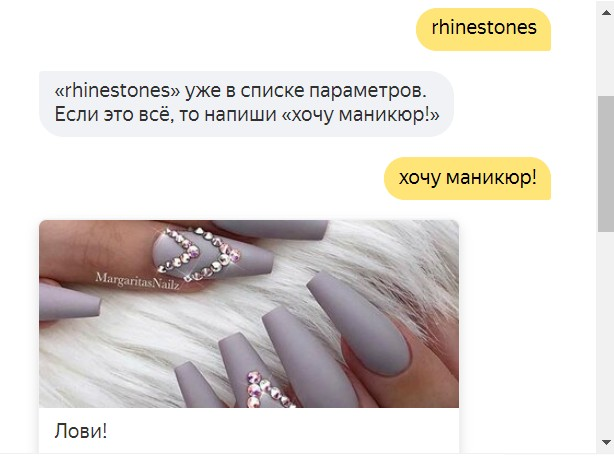 rhinestones
«rhinestones» уже в списке параметров.
Если это всё, то напиши «хочу маникюр!»
хочу маникюр!
MargaritasNailz
Лови!